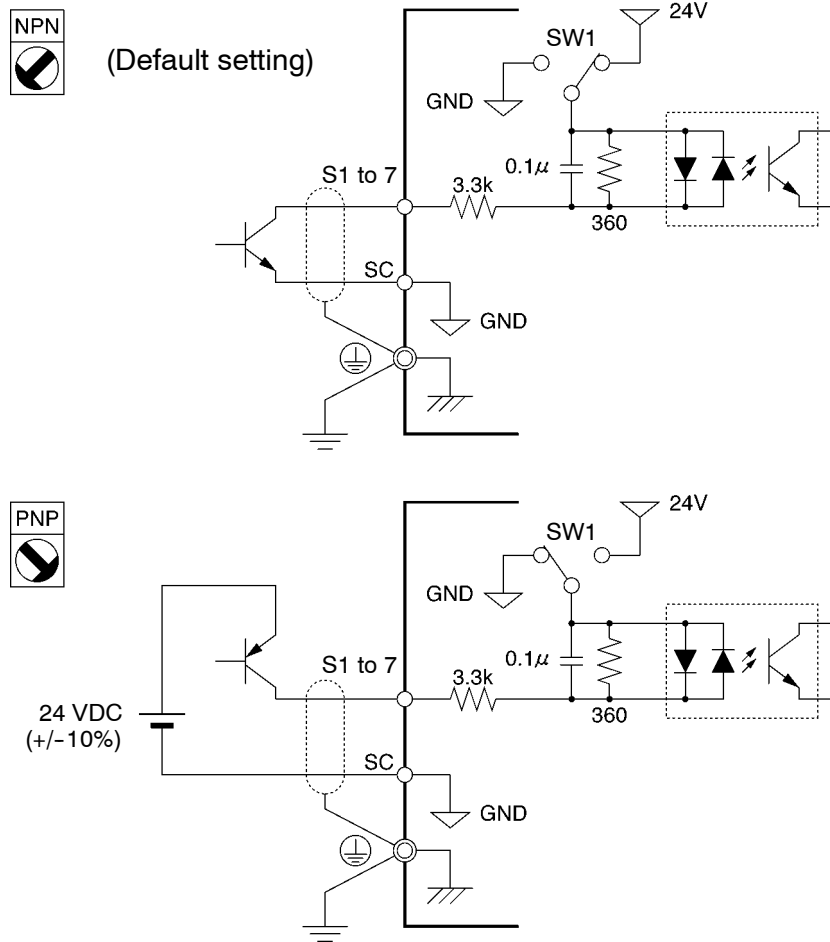 NPN
(Default setting)
SW1
24V
GND
S1 to 7
3.3k
0.1μ
360
SC
GND
PNP
SW1
24V
GND
S1 to 7
3.3k
0.1μ
360
24 VDC
(+/-10%)
SC
GND